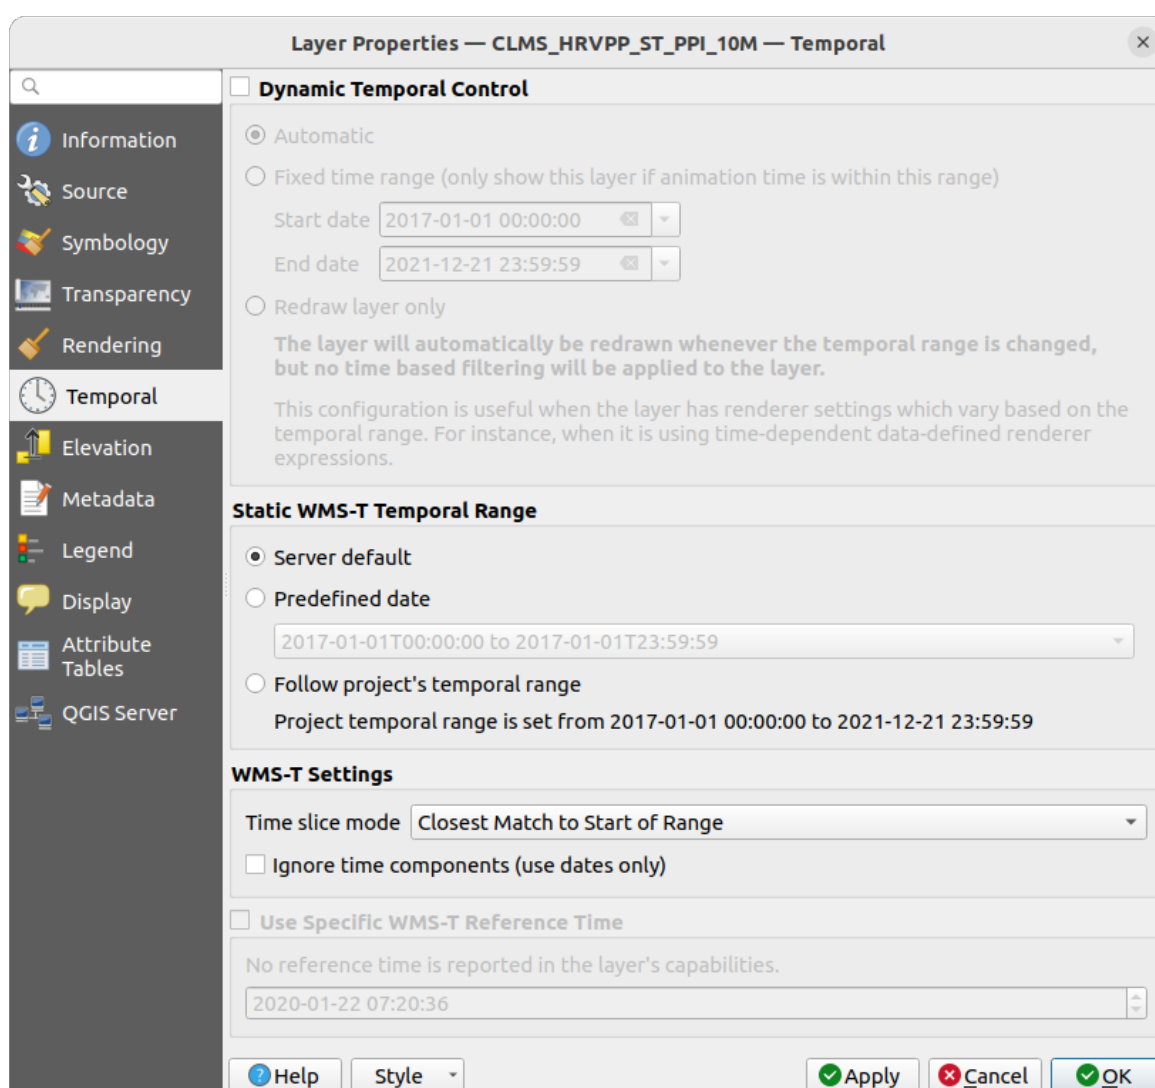 Layer Properties — CLMS_HRVPP_ST_PPI_10M — Temporal
Information
Source
Symbology
Transparency
Rendering
Temporal
Elevation
Metadata
Legend
Display
Attribute
Tables
QGIS Server
Dynamic Temporal Control
Automatic
Fixed time range (only show this layer if animation time is within this range)
Start date 2017-01-01 00:00:00
End date 2021-12-21 23:59:59
Redraw layer only
The layer will automatically be redrawn whenever the temporal range is changed,
but no time based filtering will be applied to the layer.
This configuration is useful when the layer has renderer settings which vary based on the
temporal range. For instance, when it is using time-dependent data-defined renderer
expressions.
Static WMS-T Temporal Range
Server default
Predefined date
2017-01-01T00:00:00 to 2017-01-01T23:59:59
Follow project's temporal range
Project temporal range is set from 2017-01-01 00:00:00 to 2021-12-21 23:59:59
WMS-T Settings
Time slice mode Closest Match to Start of Range
Ignore time components (use dates only)
Use Specific WMS-T Reference Time
No reference time is reported in the layer's capabilities.
2020-01-22 07:20:36
Help Style Apply Cancel OK